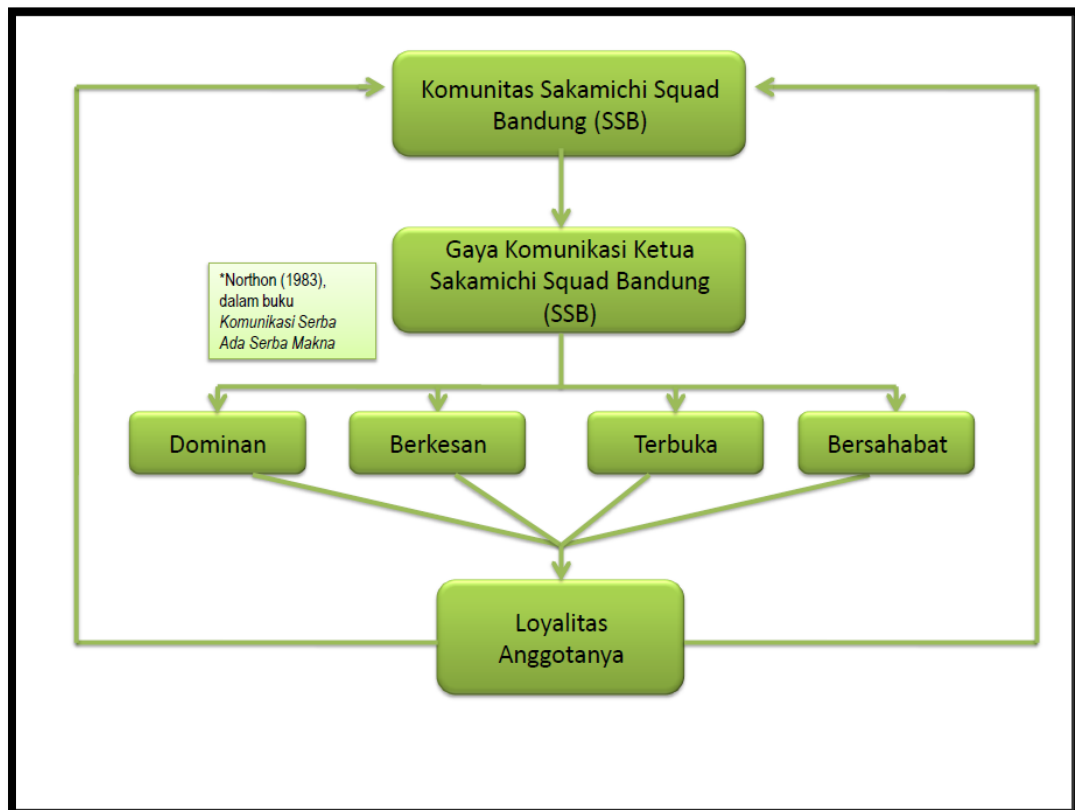 Komunitas Sakamichi Squad
Bandung (SSB)
Gaya Komunikasi Ketua
Sakamichi Squad Bandung
(SSB)
*Northon (1983),
dalam buku
Komunikasi Serba
Ada Serba Makna
Dominan
Berkesan
Terbuka
Bersahabat
Loyalitas
Anggotanya